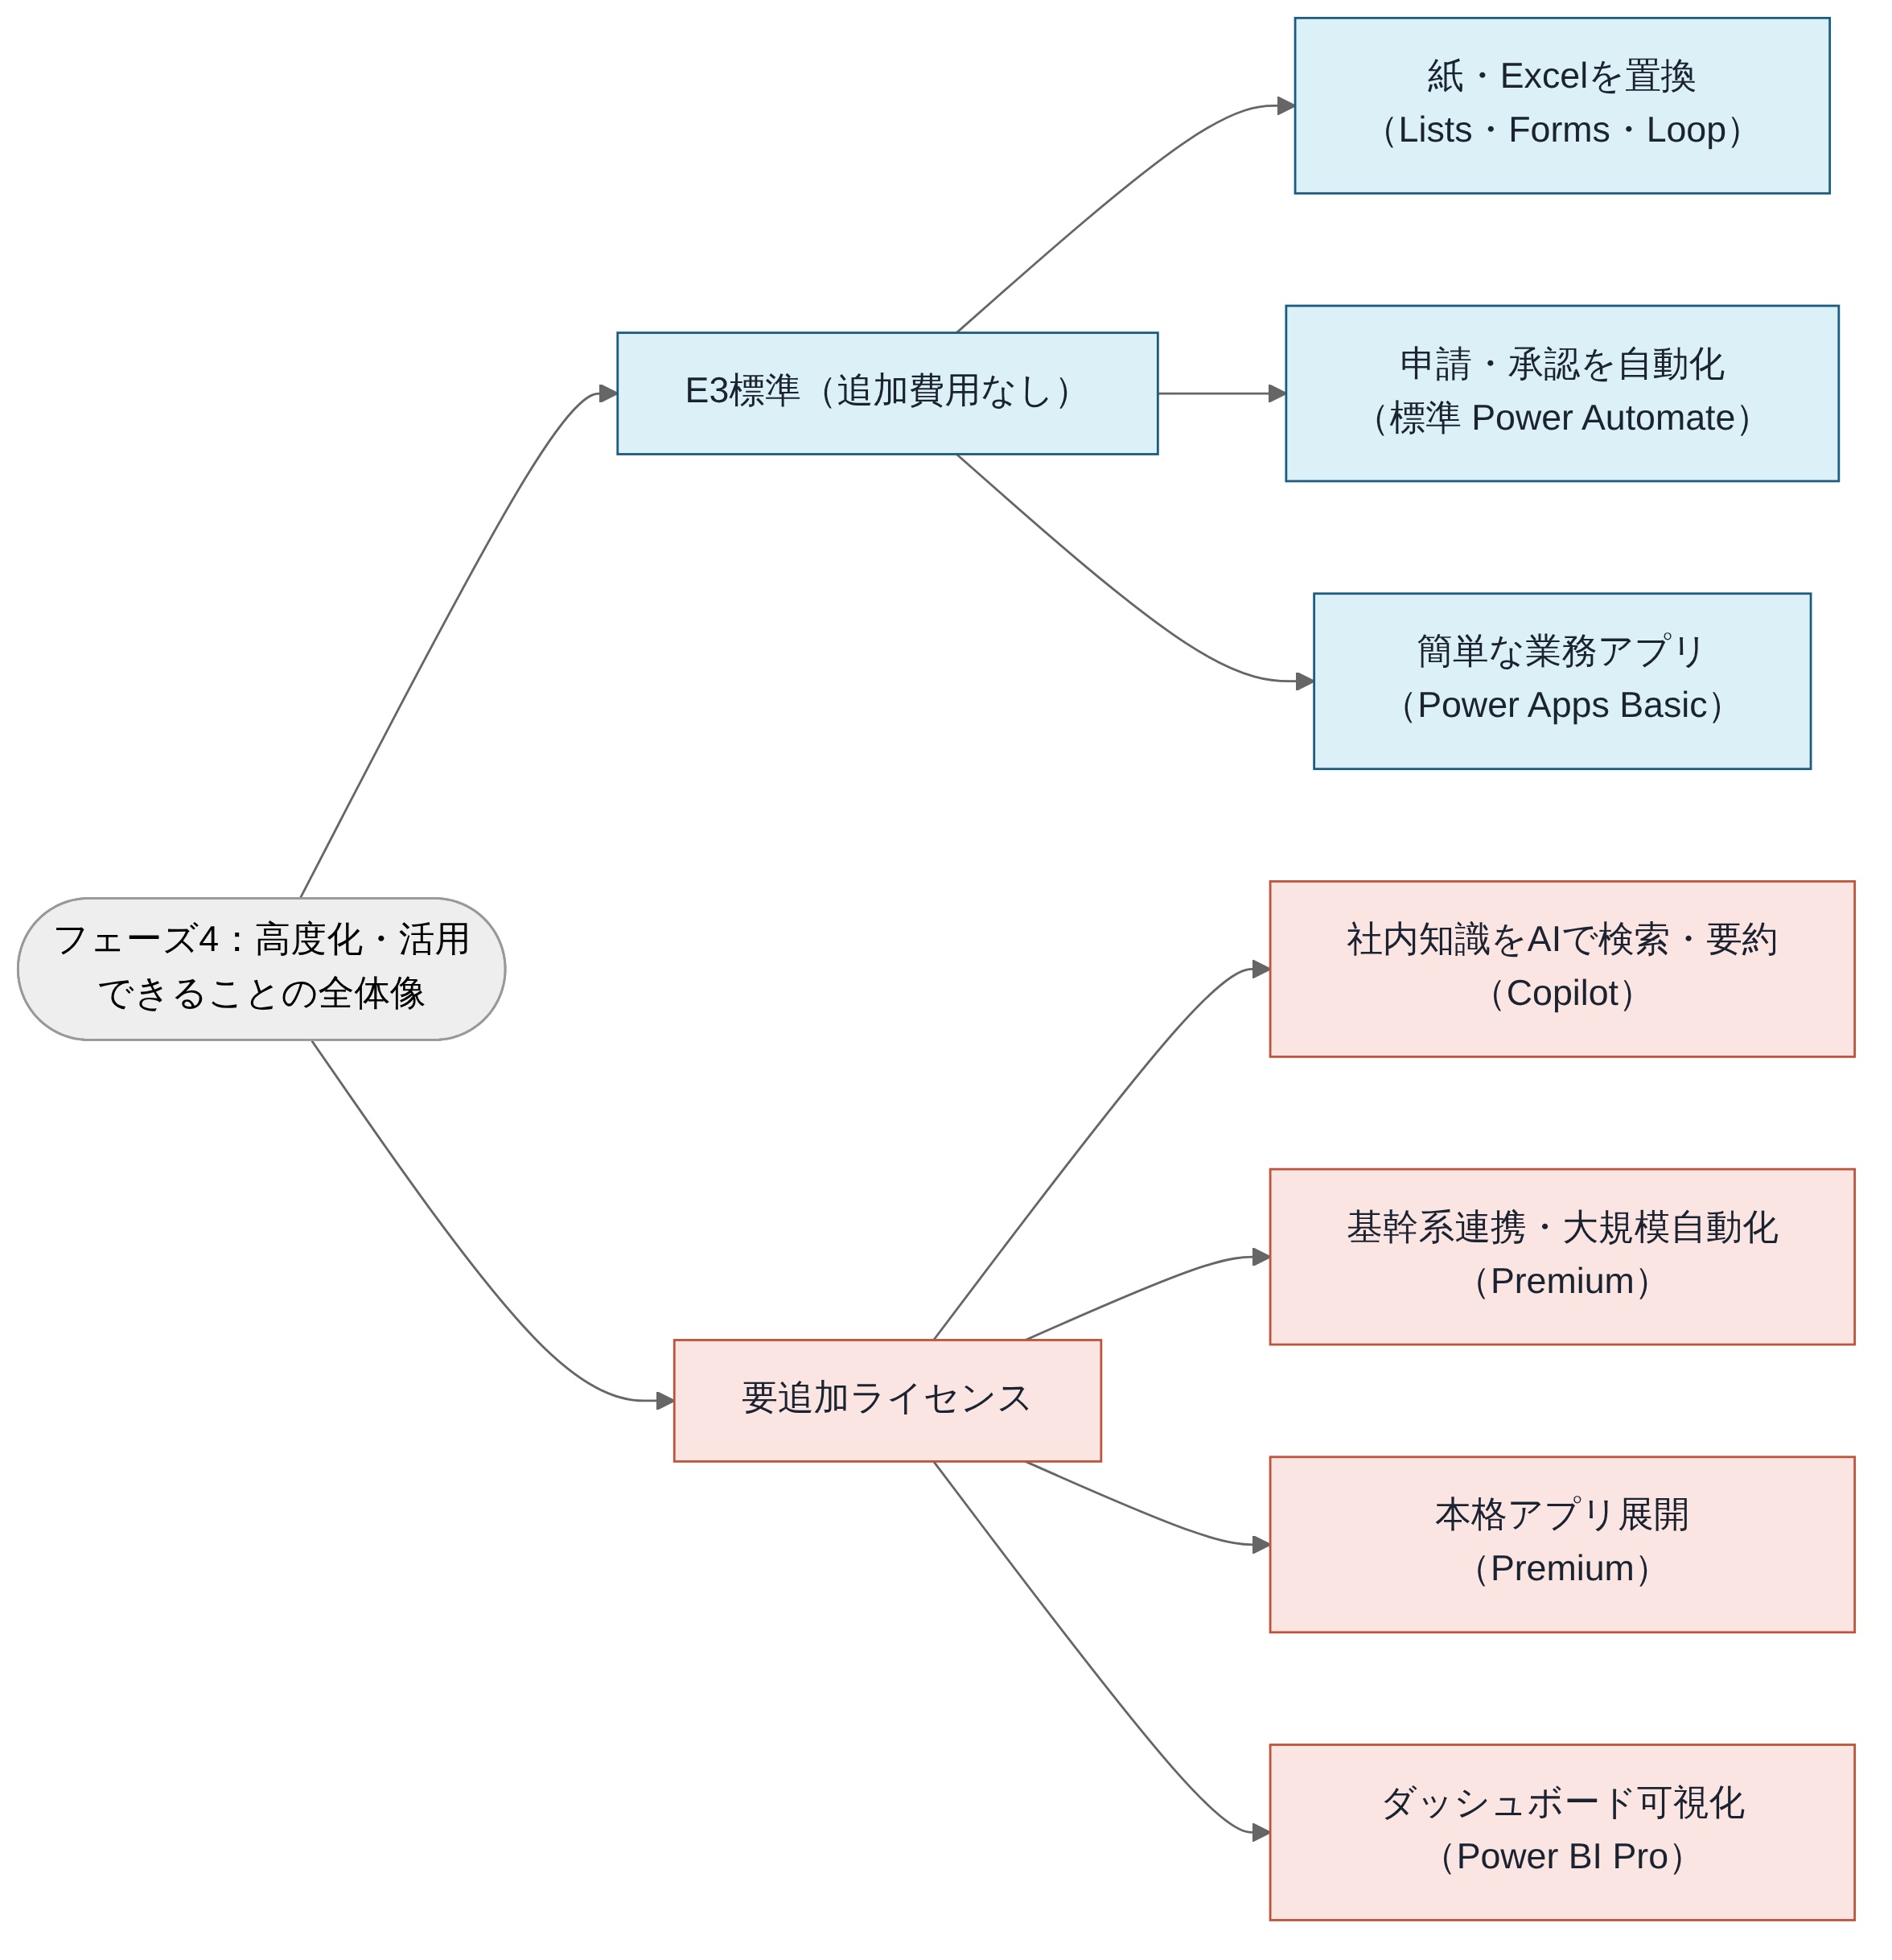 紙・Excelを置換
（Lists・Forms・Loop）
E3標準（追加費用なし）
申請・承認を自動化
（標準 Power Automate）
簡単な業務アプリ
（Power Apps Basic）
フェーズ4：高度化・活用
できることの全体像
社内知識をAIで検索・要約
（Copilot）
要追加ライセンス
基幹系連携・大規模自動化
（Premium）
本格アプリ展開
（Premium）
ダッシュボード可視化
（Power BI Pro）